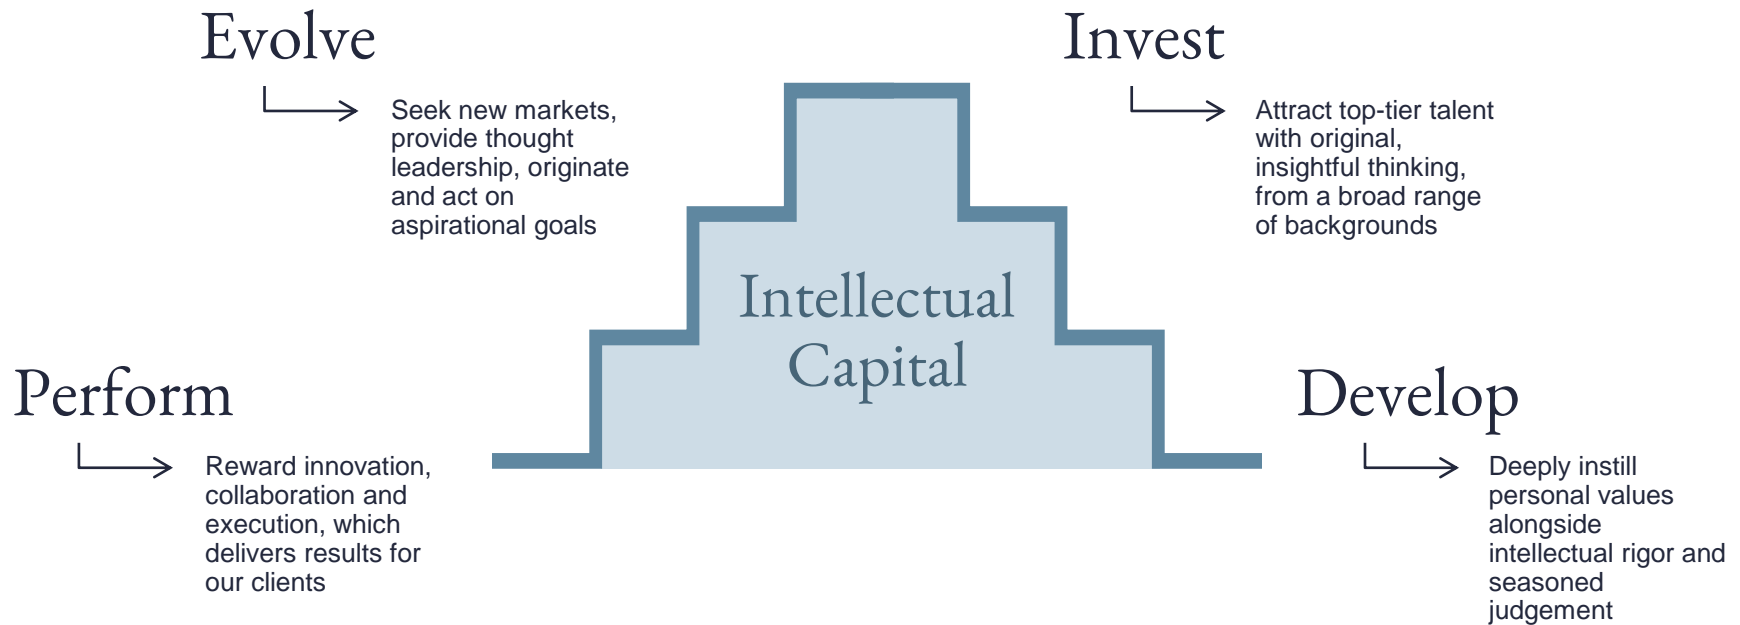 Evolve
Seek new markets,
provide thought
leadership, originate
and act on
aspirational goals
Invest
Attract top-tier talent
with original,
insightful thinking,
from a broad range
of backgrounds
Intellectual
Capital
Perform
Reward innovation,
collaboration and
execution, which
delivers results for
our clients
Develop
Deeply instill
personal values
alongside
intellectual rigor and
seasoned
judgement